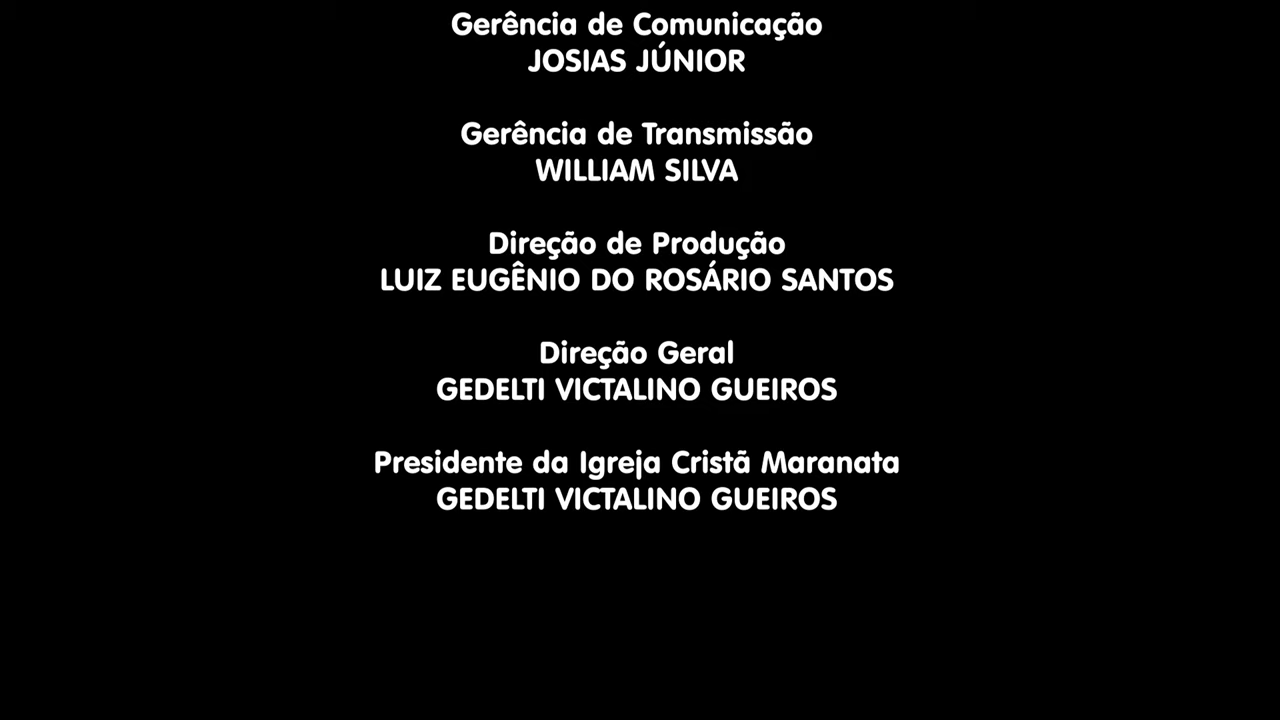 Gerência de Comunicação
JOSIAS JÚNIOR
Gerência de Transmissão
WILLIAM SILVA
Direção de Produção
LUIZ EUGÊNIO DO ROSÁRIO SANTOS
Direção Geral
GEDELTI VICTALINO GUEIROS
Presidente da Igreja Cristã Maranata
GEDELTI VICTALINO GUEIROS